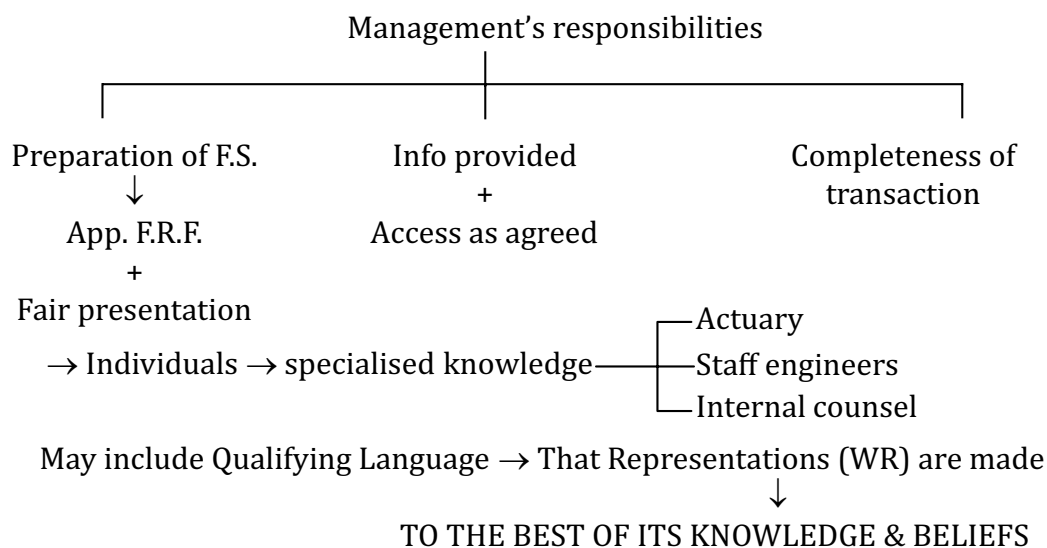 Management’s responsibilities
Preparation of F.S.
↓
App. F.R.F.
+
Fair presentation
Info provided
+
Access as agreed
Completeness of
transaction
→ Individuals → specialised knowledge
Actuary
Staff engineers
Internal counsel
May include Qualifying Language → That Representations (WR) are made
↓
TO THE BEST OF ITS KNOWLEDGE & BELIEFS